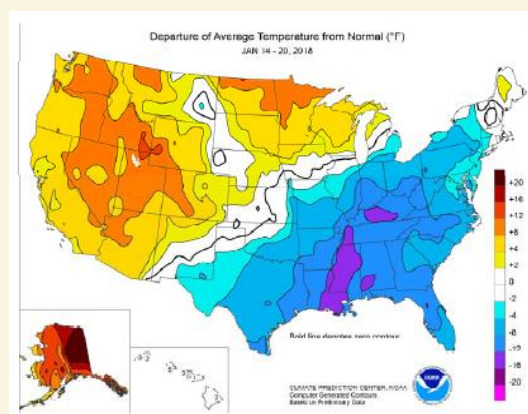 Departure of Average Temperature from Normal (°F)
JAN 14 - 20, 2018
+20
+16
+12
+8
+4
+2
0
-2
-4
-8
-12
-16
-20
Bold line denotes zero contour
CLIMATE PREDICTION CENTER, NOAA
Computer Generated Contours
Based on Preliminary Data